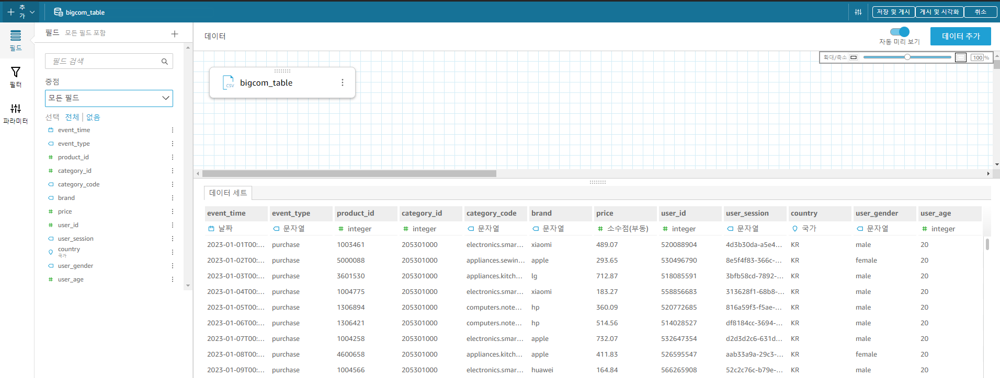 추가
bigcom_table
저장 및 게시
게시 및 시각화
취소
필드
필터
파라미터
필드 모든 필드 포함
필드 검색
중점
모든 필드
선택 전체 | 없음
event_time
event_type
product_id
category_id
category_code
brand
price
user_id
user_session
country
국가
user_gender
user_age
데이터
자동 미리 보기
데이터 추가
확대/축소 100 %
CSV bigcom_table
데이터 세트
event_time event_type product_id category_id category_code brand price user_id user_session country user_gender user_age
날짜 문자열 integer integer 문자열 문자열 소수점(부동) integer 문자열 국가 문자열 integer
2023-01-01T00:... purchase 1003461 205301000 electronics.smar... xiaomi 489.07 520088904 4d3b30da-a5e4... KR male 20
2023-01-02T00:... purchase 5000088 205301000 appliances.sewin... apple 293.65 530496790 8e5f4f83-366c-... KR female 20
2023-01-03T00:... purchase 3601530 205301000 appliances.kitch... lg 712.87 518085591 3bfb58cd-7892-... KR male 20
2023-01-04T00:... purchase 1004775 205301000 electronics.smar... xiaomi 183.27 558856683 313628f1-68b8-... KR male 20
2023-01-05T00:... purchase 1306894 205301000 computers.note... hp 360.09 520772685 816a59f3-f5ae-... KR male 20
2023-01-06T00:... purchase 1306421 205301000 computers.note... hp 514.56 514028527 df8184cc-3694-... KR male 20
2023-01-07T00:... purchase 1004258 205301000 electronics.smar... apple 732.07 532647354 d2d3d2c6-631d... KR male 20
2023-01-08T00:... purchase 4600658 205301000 appliances.kitch... apple 411.83 526595547 aab33a9a-29c3-... KR female 20
2023-01-09T00:... purchase 1004566 205301000 electronics.smar... huawei 164.84 566265908 52c2c76c-b79e-... KR male 20